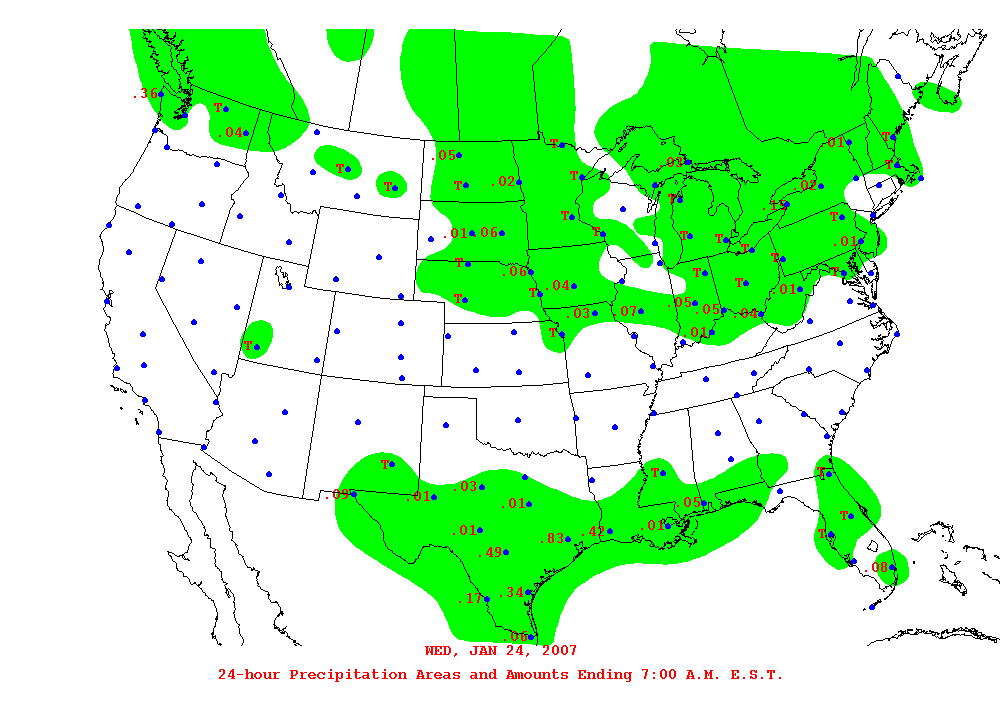 .36
T
.04
.05
T
.01
T
.01
T
T
.02
T
T
T
T
.02
T
.15
T
T
.01 .06
T
T
T
.01
T
T
.06
T
T
T
.04
T
T
.01
T
.03
.07
.05
.05
.04
T
.01
T
T
T
.09
.01
.03
.01
.05
T
.01
.83
.42
.01
T
.49
.08
.17
.34
.06
WED, JAN 24, 2007
24-hour Precipitation Areas and Amounts Ending 7:00 A.M. E.S.T.